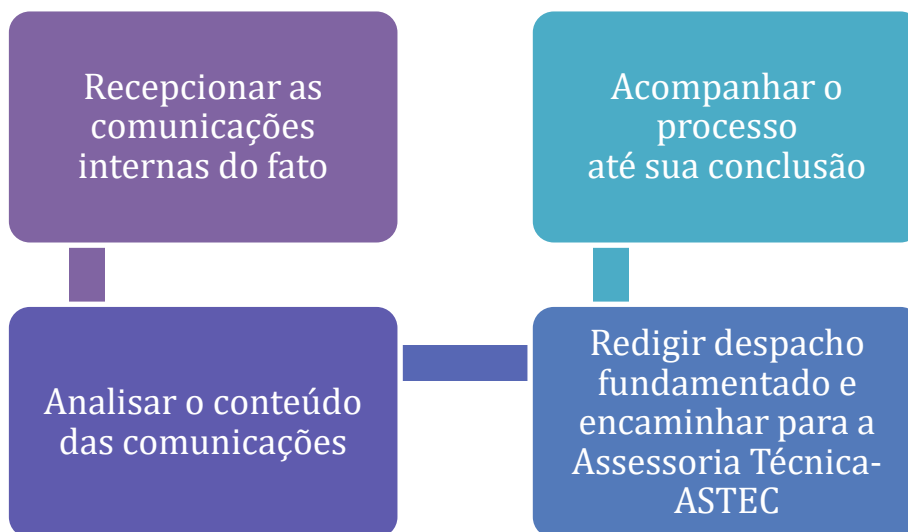 Recepcionar as
comunicações
internas do fato
Analisar o conteúdo
das comunicações
Redigir despacho
fundamentado e
encaminhar para a
Assessoria Técnica-
ASTEC
Acompanhar o
processo
até sua conclusão